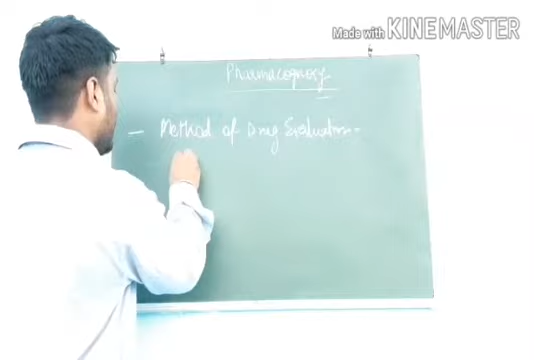 Made with KINEMASTER
Pharmacognosy
- Method of Drug Evaluation -